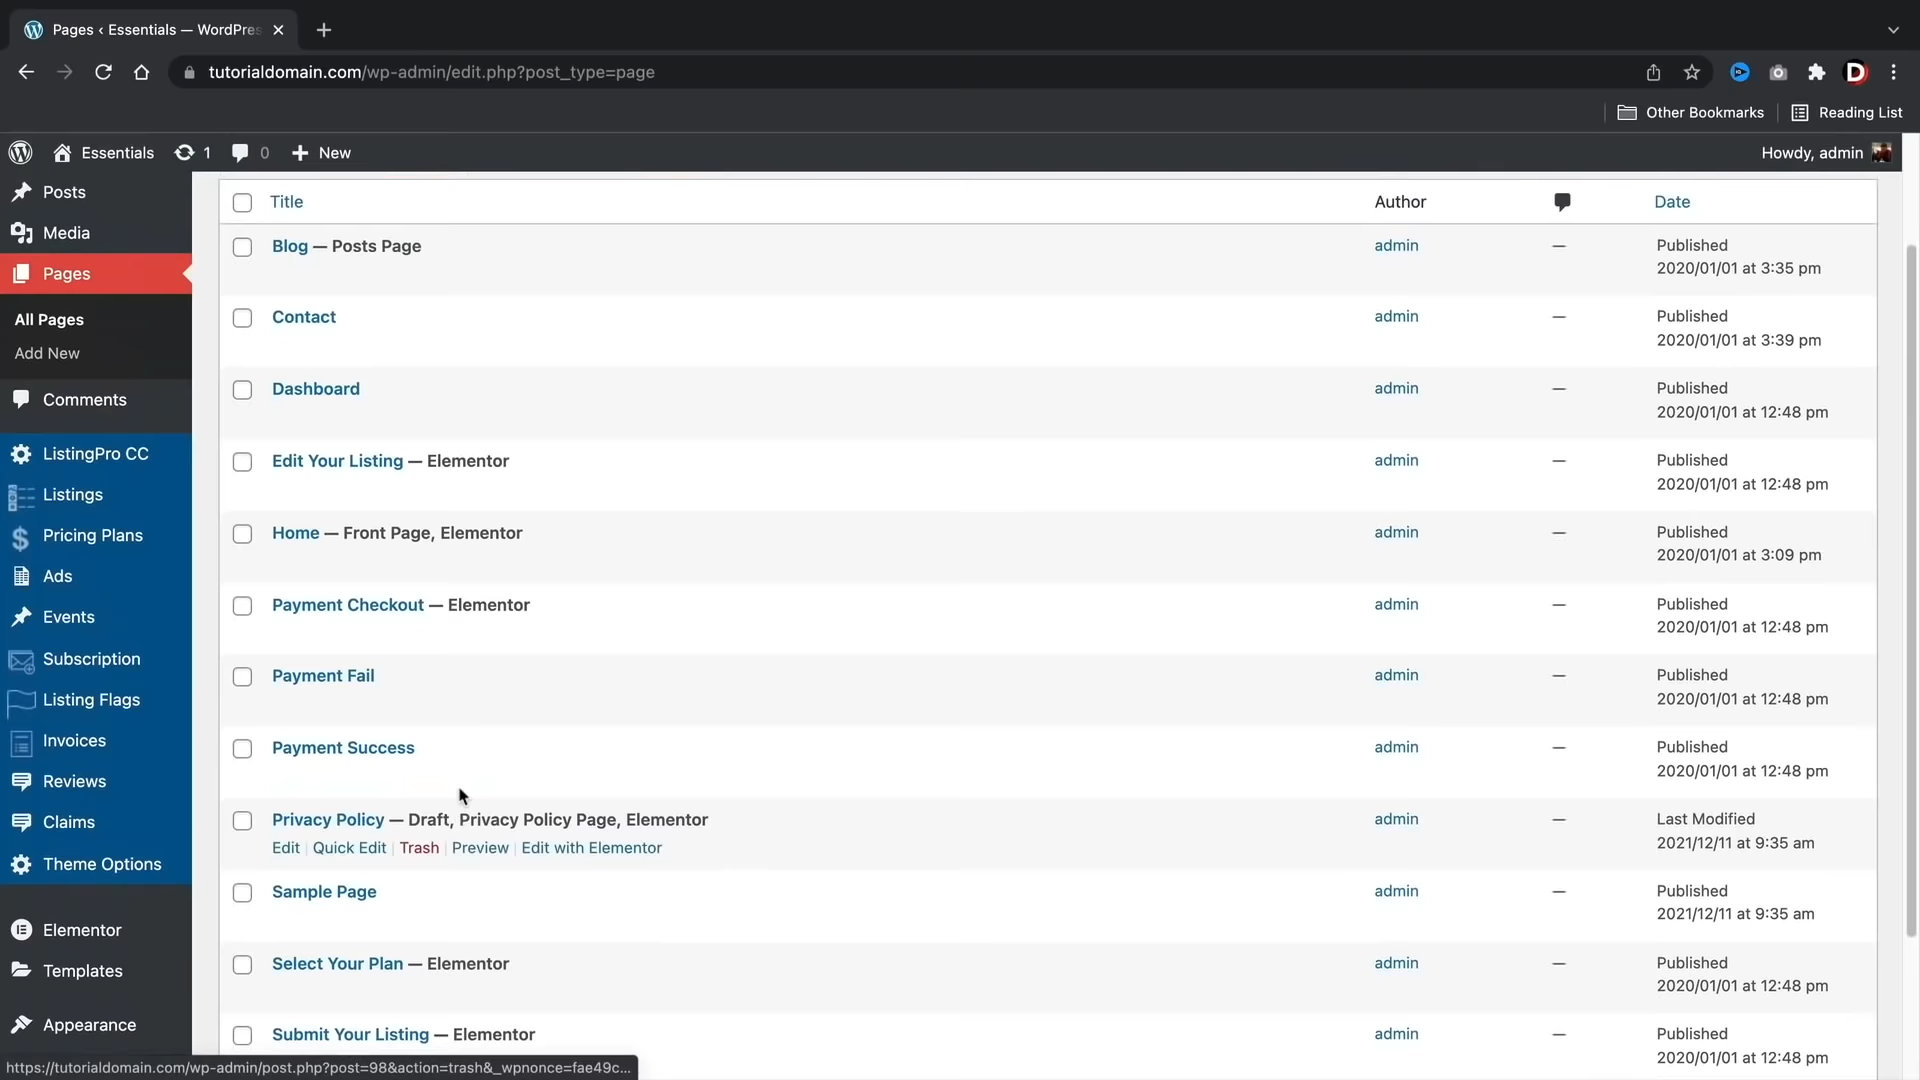 Pages ‹ Essentials — WordPres
tutorialdomain.com/wp-admin/edit.php?post_type=page
Other Bookmarks
Reading List
Essentials
1
0
New
Howdy, admin
Posts
Media
Pages
All Pages
Add New
Comments
ListingPro CC
Listings
Pricing Plans
Ads
Events
Subscription
Listing Flags
Invoices
Reviews
Claims
Theme Options
Elementor
Templates
Appearance
Title Author Date
Blog — Posts Page admin — Published
2020/01/01 at 3:35 pm
Contact admin — Published
2020/01/01 at 3:39 pm
Dashboard admin — Published
2020/01/01 at 12:48 pm
Edit Your Listing — Elementor admin — Published
2020/01/01 at 12:48 pm
Home — Front Page, Elementor admin — Published
2020/01/01 at 3:09 pm
Payment Checkout — Elementor admin — Published
2020/01/01 at 12:48 pm
Payment Fail admin — Published
2020/01/01 at 12:48 pm
Payment Success admin — Published
2020/01/01 at 12:48 pm
Privacy Policy — Draft, Privacy Policy Page, Elementor admin — Last Modified
Edit | Quick Edit | Trash | Preview | Edit with Elementor 2021/12/11 at 9:35 am
Sample Page admin — Published
2021/12/11 at 9:35 am
Select Your Plan — Elementor admin — Published
2020/01/01 at 12:48 pm
Submit Your Listing — Elementor admin — Published
2020/01/01 at 12:48 pm
https://tutorialdomain.com/wp-admin/post.php?post=98&action=trash&_wpnonce=fae49c...